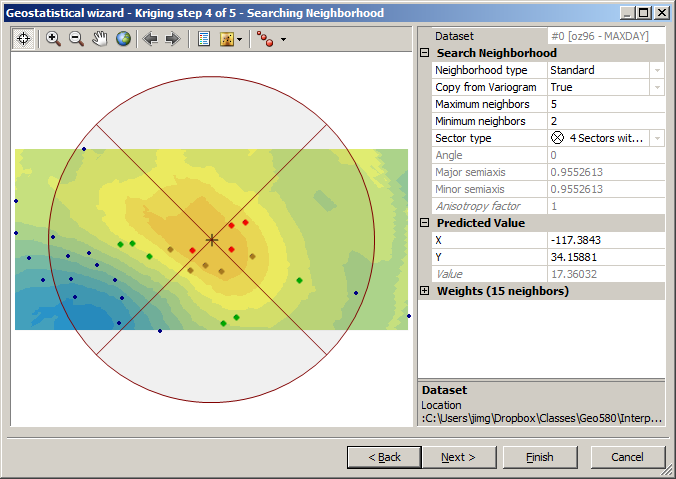 Geostatistical wizard - Kriging step 4 of 5 - Searching Neighborhood
Dataset #0 [oz96 - MAXDAY]
Search Neighborhood
Neighborhood type Standard
Copy from Variogram True
Maximum neighbors 5
Minimum neighbors 2
Sector type 4 Sectors wit...
Angle 0
Major semiaxis 0.9552613
Minor semiaxis 0.9552613
Anisotropy factor 1
Predicted Value
X -117.3843
Y 34.15881
Value 17.36032
Weights (15 neighbors)
Dataset
Location
:C:\Users\jimg\Dropbox\Classes\Geo580\Interp...
< Back Next > Finish Cancel